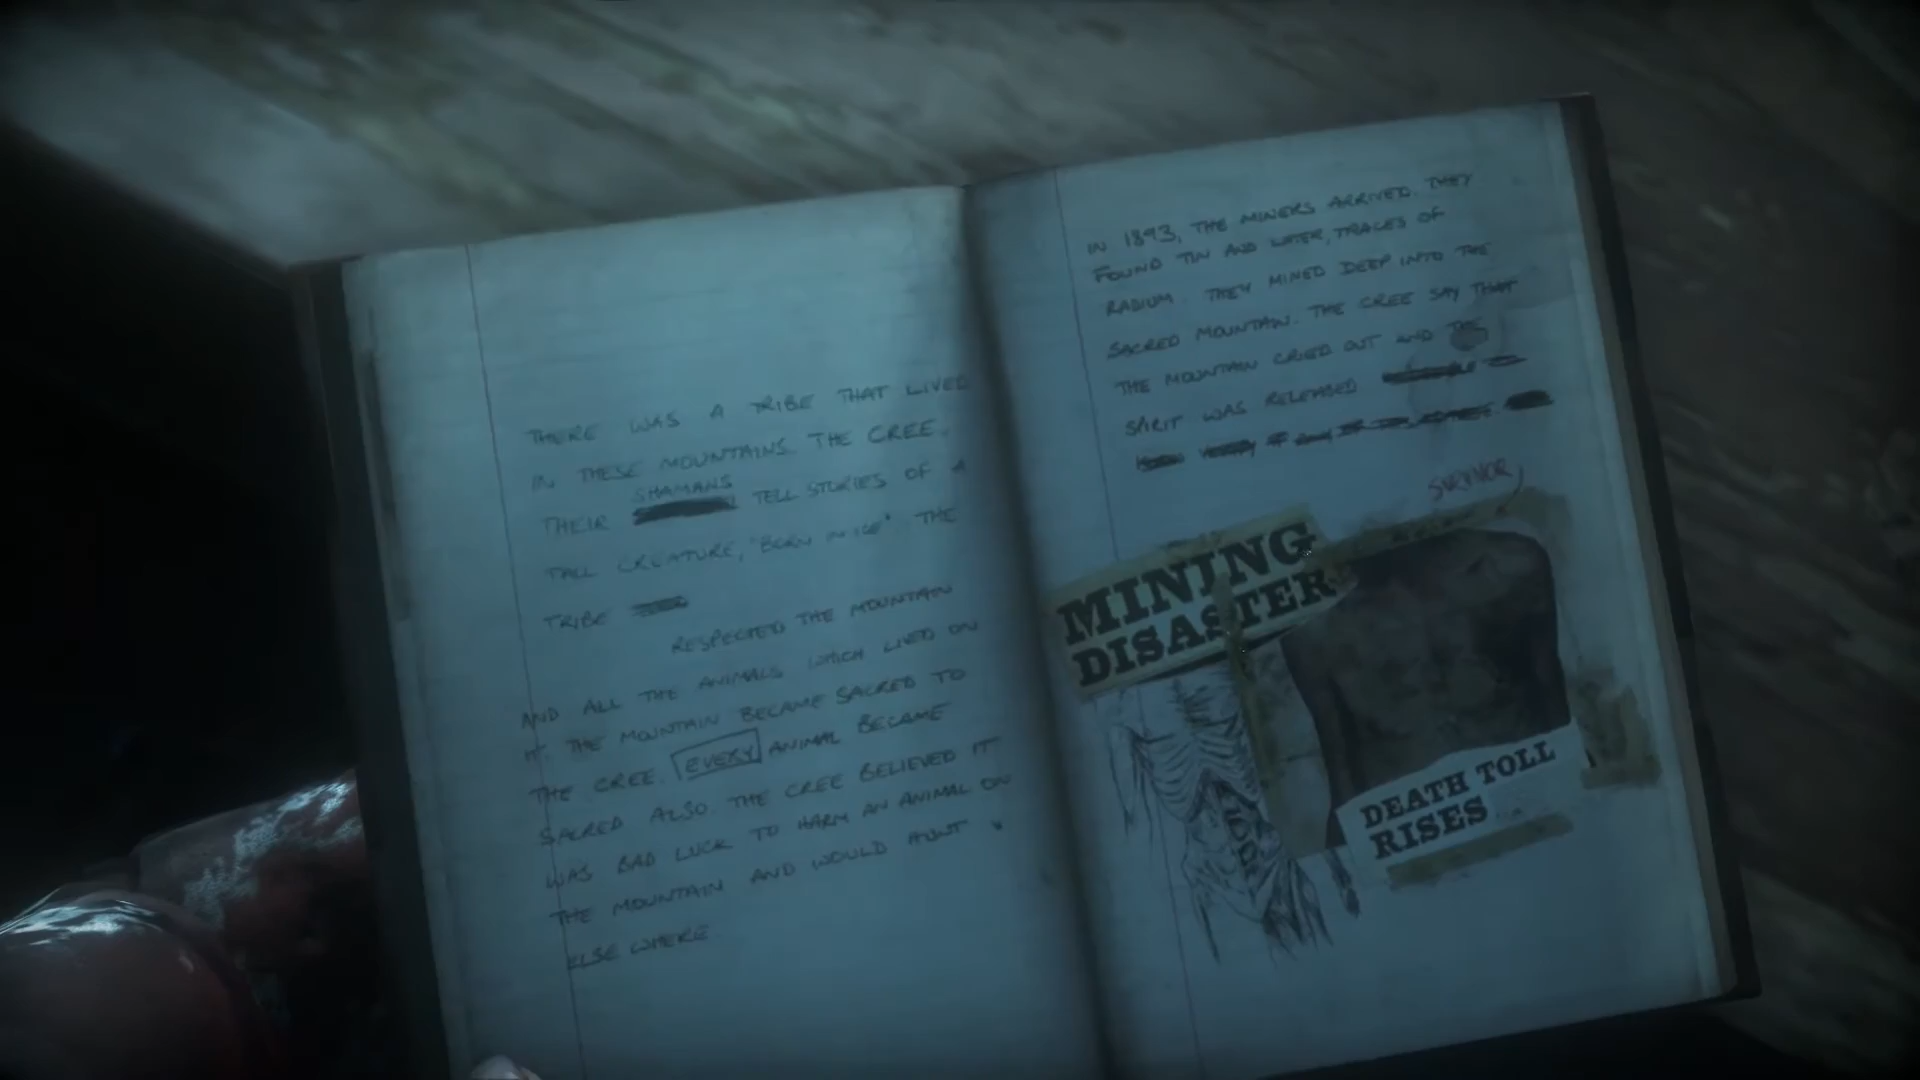 THERE WAS A TRIBE THAT LIVED
IN THESE MOUNTAINS. THE CREE.
SHAMANS
THEIR TELL STORIES OF A
TALL CREATURE, "BORN IN ICE". THE
TRIBE
RESPECTED THE MOUNTAIN
AND ALL THE ANIMALS WHICH LIVED ON
IT. THE MOUNTAIN BECAME SACRED TO
THE CREE. EVERY ANIMAL BECAME
SACRED ALSO. THE CREE BELIEVED IT
WAS BAD LUCK TO HARM AN ANIMAL ON
THE MOUNTAIN AND WOULD HUNT
ELSE WHERE
IN 1893, THE MINERS ARRIVED. THEY
FOUND TIN AND LATER, TRACES OF
RADIUM. THEY MINED DEEP INTO THE
SACRED MOUNTAIN. THE CREE SAY THAT
THE MOUNTAIN CRIED OUT AND THE
SPIRIT WAS RELEASED
SURVIVOR
MINING
DISASTER
DEATH TOLL
RISES